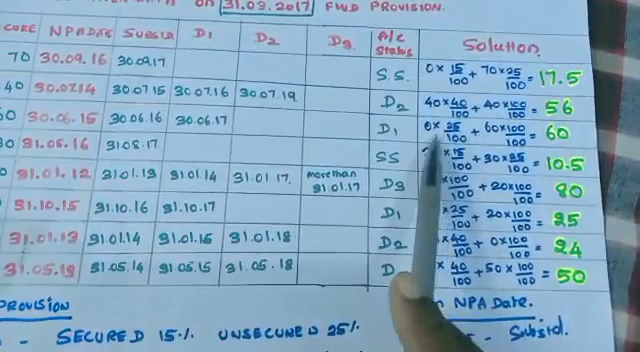 ON 31.03.2017 FIND PROVISION.
CURE NPADATE SUBSTD D1 D2 D3 A/C Status Solution
70 30.09.16 30.09.17 S.S. 0 × 15/100 + 70×25/100 = 17.5
40 30.07.14 30.07.15 30.07.16 30.07.19 D2 40×40/100 + 40×100/100 = 56
30.06.15 30.06.16 30.06.17 D1 0× 25/100 + 60×100/100 = 60
31.05.16 31.05.17 SS ×15/100 + 30×25/100 = 10.5
31.01.12 31.01.13 31.01.14 31.01.17. more than 31.01.17 D3 ×100/100 + 20×100/100 = 80
31.10.15 31.10.16 31.10.17 D1 ×25/100 + 20×100/100 = 25
31.01.13 31.01.14 31.01.15 31.01.18 D2 ×40/100 + 0×100/100 = 24
31.05.13 31.05.14 31.05.15 31.05.18 D × 40/100 + 50 × 100/100 = 50
PROVISION NPA Date.
- SECURED 15% UNSECURED 25% - Substd.